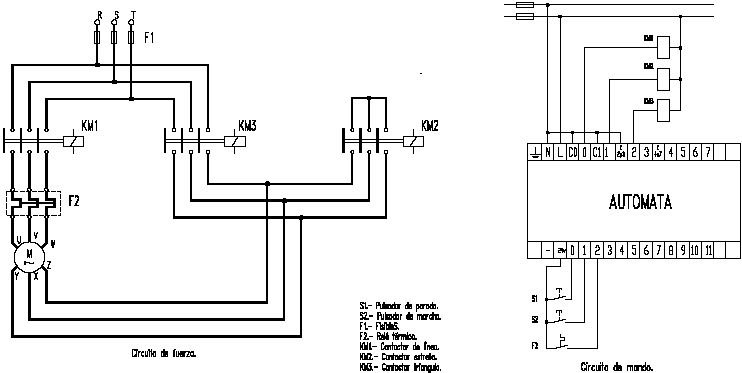 R S T
F1
KM1
KM3
KM2
F2
U V W
M
Y X Z
Circuito de fuerza.
S1.- Pulsador de parada.
S2.- Pulsador de marcha.
F1.- Fisibles.
F2.- Relé térmico.
KM1.- Contactor de línea.
KM2.- Contactor estrella.
KM3.- Contactor triangulo.
KM1
KM2
KM3
N L C0 0 C1 1 2 3 4 5 6 7
AUTOMATA
- 24V 0 1 2 3 4 5 6 7 8 9 10 11
S1
S2
F2
Circuito de mando.